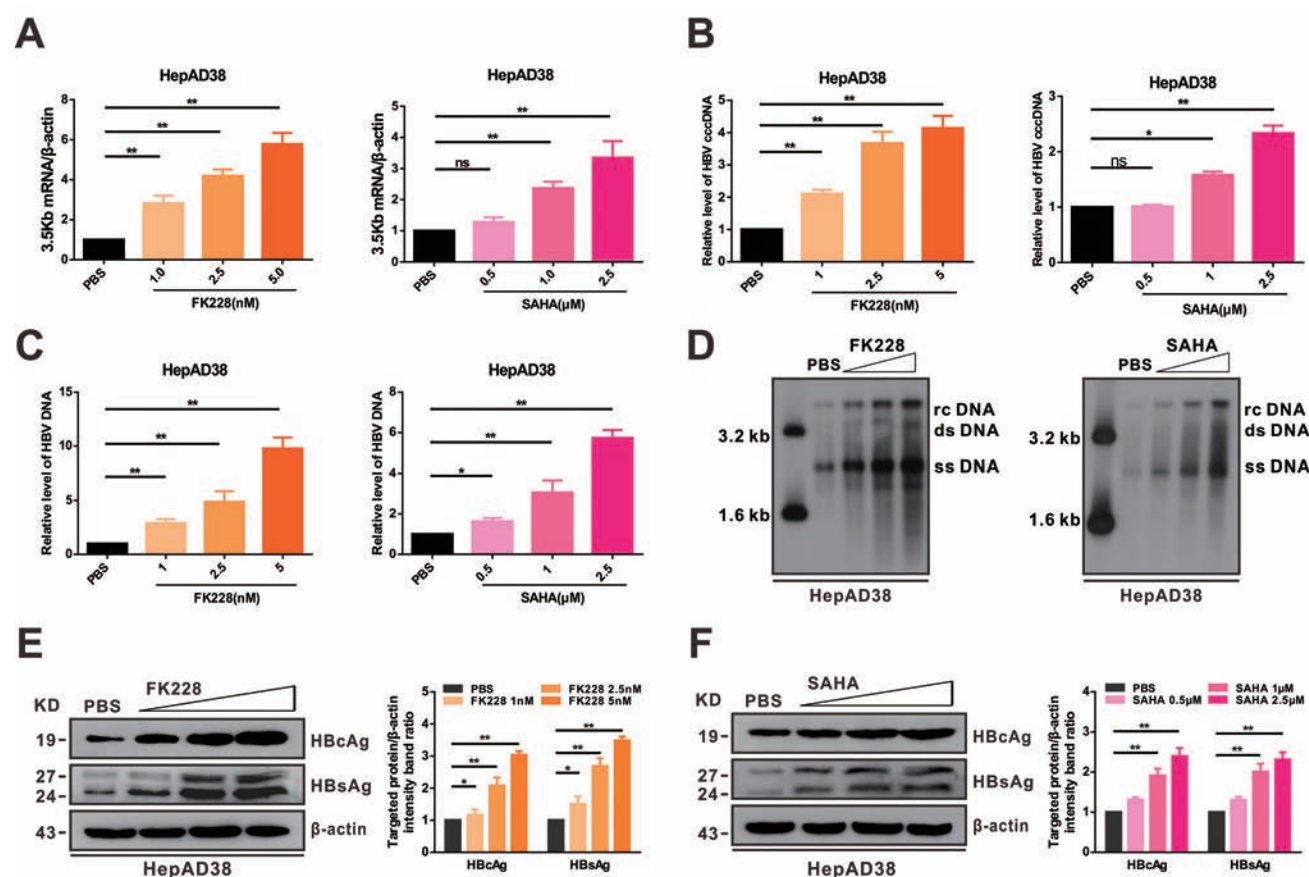 A
HepAD38
3.5Kb mRNA/β-actin
8
6
4
2
0
**
**
**
PBS
1.0
2.5
5.0
FK228(nM)
HepAD38
3.5Kb mRNA/β-actin
5
4
3
2
1
0
**
**
ns
PBS
0.5
1.0
2.5
SAHA(μM)
B
HepAD38
Relative level of HBV cccDNA
6
5
4
3
2
1
0
**
**
**
PBS
1
2.5
5
FK228(nM)
HepAD38
Relative level of HBV cccDNA
3
2
1
0
**
*
ns
PBS
0.5
1
2.5
SAHA(μM)
C
HepAD38
Relative level of HBV DNA
15
10
5
0
**
**
**
PBS
1
2.5
5
FK228(nM)
HepAD38
Relative level of HBV DNA
8
6
4
2
0
**
**
*
PBS
0.5
1
2.5
SAHA(μM)
D
FK228
PBS
rc DNA
3.2 kb
ds DNA
ss DNA
1.6 kb
HepAD38
SAHA
PBS
rc DNA
3.2 kb
ds DNA
ss DNA
1.6 kb
HepAD38
E
FK228
KD
PBS
19
HBcAg
27
24
HBsAg
43
β-actin
HepAD38
Targeted protein/β-actin
intensity band ratio
5
4
3
2
1
0
PBS
FK228 2.5nM
FK228 1nM
FK228 5nM
**
**
*
**
**
*
HBcAg
HBsAg
F
SAHA
KD
PBS
19
HBcAg
27
24
HBsAg
43
β-actin
HepAD38
Targeted protein/β-actin
intensity band ratio
4
3
2
1
0
PBS
SAHA 1μM
SAHA 0.5μM
SAHA 2.5μM
**
**
**
**
HBcAg
HBsAg